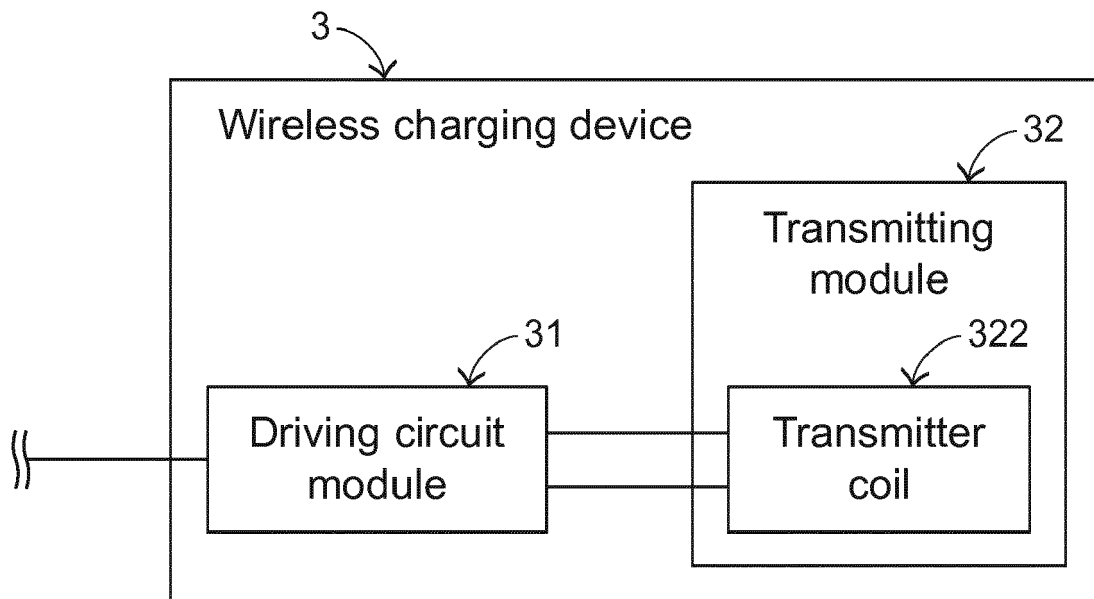 3
Wireless charging device
32
Transmitting
module
31
322
Driving circuit
module
Transmitter
coil